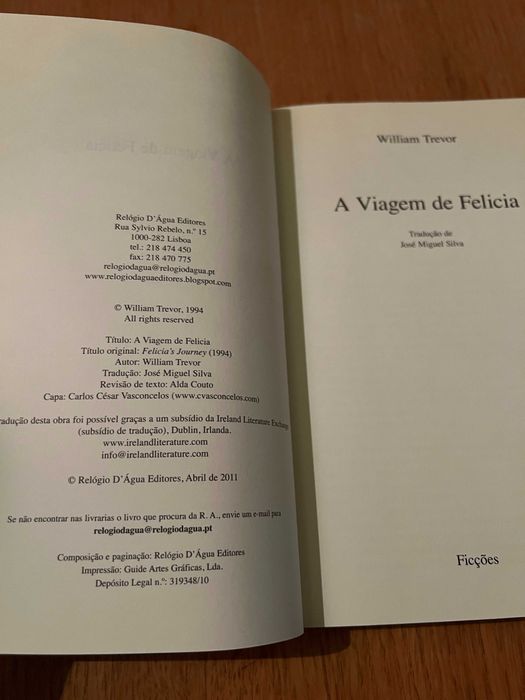 Relógio D'Água Editores
Rua Sylvio Rebelo, n.º 15
1000-282 Lisboa
tel.: 218 474 450
fax: 218 470 775
relogiodagua@relogiodagua.pt
www.relogiodaguaeditores.blogspot.com
© William Trevor, 1994
All rights reserved
Título: A Viagem de Felicia
Título original: Felicia's Journey (1994)
Autor: William Trevor
Tradução: José Miguel Silva
Revisão de texto: Alda Couto
Capa: Carlos César Vasconcelos (www.cvasconcelos.com)
adução desta obra foi possível graças a um subsídio da Ireland Literature Exchange
(subsídio de tradução), Dublin, Irlanda.
www.irelandliterature.com
info@irelandliterature.com
© Relógio D'Água Editores, Abril de 2011
Se não encontrar nas livrarias o livro que procura da R. A., envie um e-mail para
relogiodagua@relogiodagua.pt
Composição e paginação: Relógio D'Água Editores
Impressão: Guide Artes Gráficas, Lda.
Depósito Legal n.º: 319348/10
William Trevor
A Viagem de Felicia
Tradução de
José Miguel Silva
Ficções